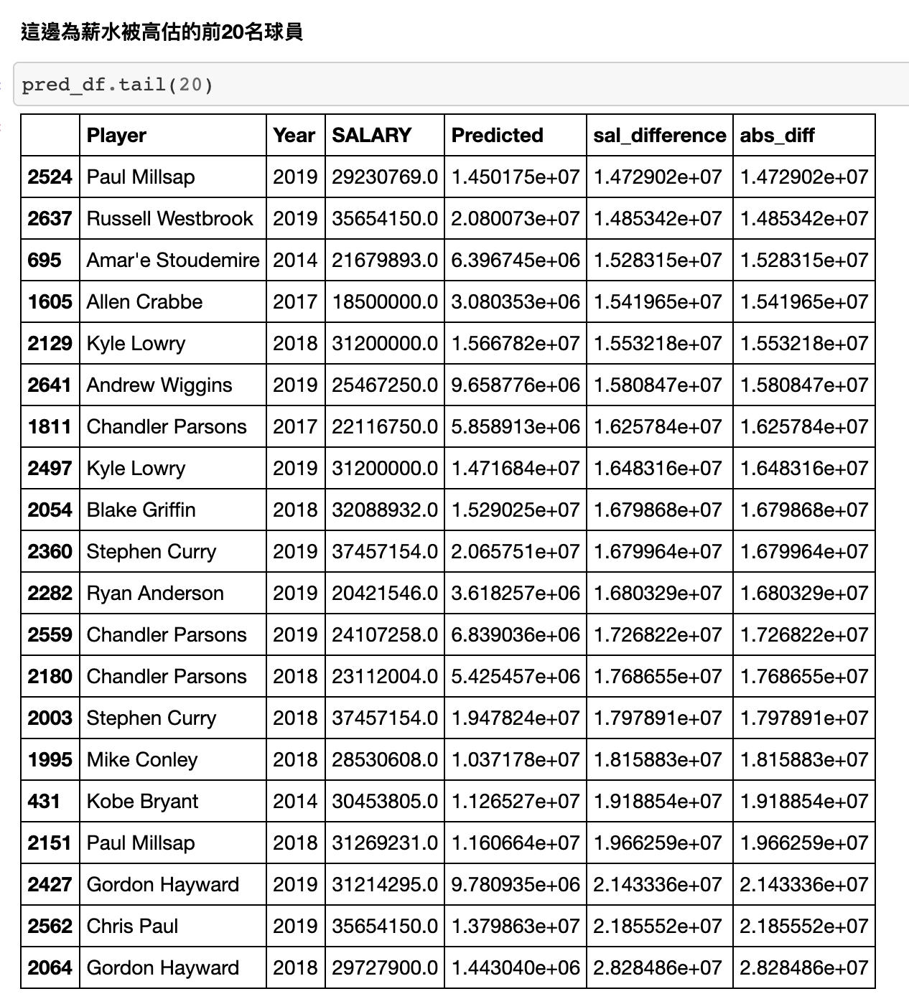 這邊為薪水被高估的前20名球員
pred_df.tail(20)
Player Year SALARY Predicted sal_difference abs_diff
2524 Paul Millsap 2019 29230769.0 1.450175e+07 1.472902e+07 1.472902e+07
2637 Russell Westbrook 2019 35654150.0 2.080073e+07 1.485342e+07 1.485342e+07
695 Amar'e Stoudemire 2014 21679893.0 6.396745e+06 1.528315e+07 1.528315e+07
1605 Allen Crabbe 2017 18500000.0 3.080353e+06 1.541965e+07 1.541965e+07
2129 Kyle Lowry 2018 31200000.0 1.566782e+07 1.553218e+07 1.553218e+07
2641 Andrew Wiggins 2019 25467250.0 9.658776e+06 1.580847e+07 1.580847e+07
1811 Chandler Parsons 2017 22116750.0 5.858913e+06 1.625784e+07 1.625784e+07
2497 Kyle Lowry 2019 31200000.0 1.471684e+07 1.648316e+07 1.648316e+07
2054 Blake Griffin 2018 32088932.0 1.529025e+07 1.679868e+07 1.679868e+07
2360 Stephen Curry 2019 37457154.0 2.065751e+07 1.679964e+07 1.679964e+07
2282 Ryan Anderson 2019 20421546.0 3.618257e+06 1.680329e+07 1.680329e+07
2559 Chandler Parsons 2019 24107258.0 6.839036e+06 1.726822e+07 1.726822e+07
2180 Chandler Parsons 2018 23112004.0 5.425457e+06 1.768655e+07 1.768655e+07
2003 Stephen Curry 2018 37457154.0 1.947824e+07 1.797891e+07 1.797891e+07
1995 Mike Conley 2018 28530608.0 1.037178e+07 1.815883e+07 1.815883e+07
431 Kobe Bryant 2014 30453805.0 1.126527e+07 1.918854e+07 1.918854e+07
2151 Paul Millsap 2018 31269231.0 1.160664e+07 1.966259e+07 1.966259e+07
2427 Gordon Hayward 2019 31214295.0 9.780935e+06 2.143336e+07 2.143336e+07
2562 Chris Paul 2019 35654150.0 1.379863e+07 2.185552e+07 2.185552e+07
2064 Gordon Hayward 2018 29727900.0 1.443040e+06 2.828486e+07 2.828486e+07